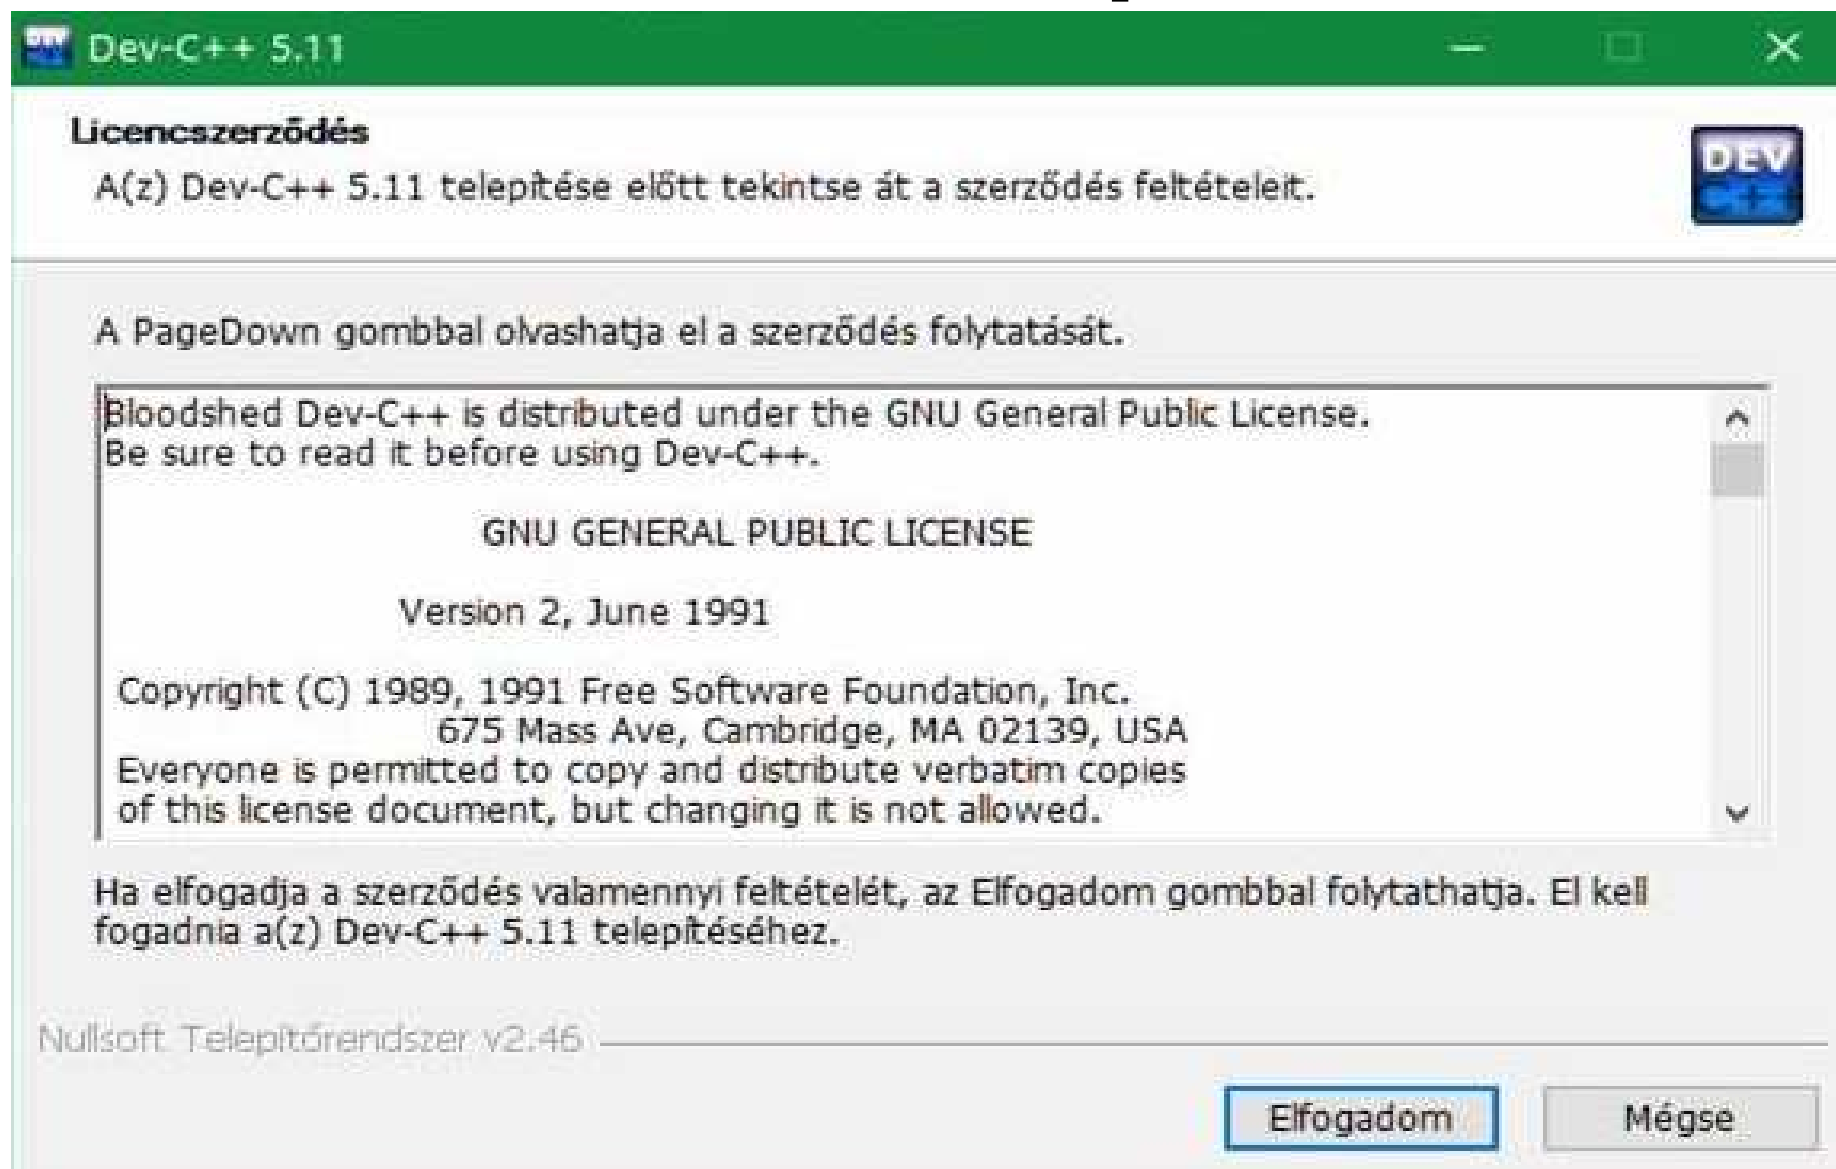 Dev-C++ 5.11
Licencszerződés
A(z) Dev-C++ 5.11 telepítése előtt tekintse át a szerződés feltételeit.
DEV
C++
A PageDown gombbal olvashatja el a szerződés folytatását.
Bloodshed Dev-C++ is distributed under the GNU General Public License.
Be sure to read it before using Dev-C++.
GNU GENERAL PUBLIC LICENSE
Version 2, June 1991
Copyright (C) 1989, 1991 Free Software Foundation, Inc.
675 Mass Ave, Cambridge, MA 02139, USA
Everyone is permitted to copy and distribute verbatim copies
of this license document, but changing it is not allowed.
Ha elfogadja a szerződés valamennyi feltételét, az Elfogadom gombbal folytathatja. El kell
fogadnia a(z) Dev-C++ 5.11 telepítéséhez.
Nullsoft Telepítőrendszer v2.46
Elfogadom
Mégse